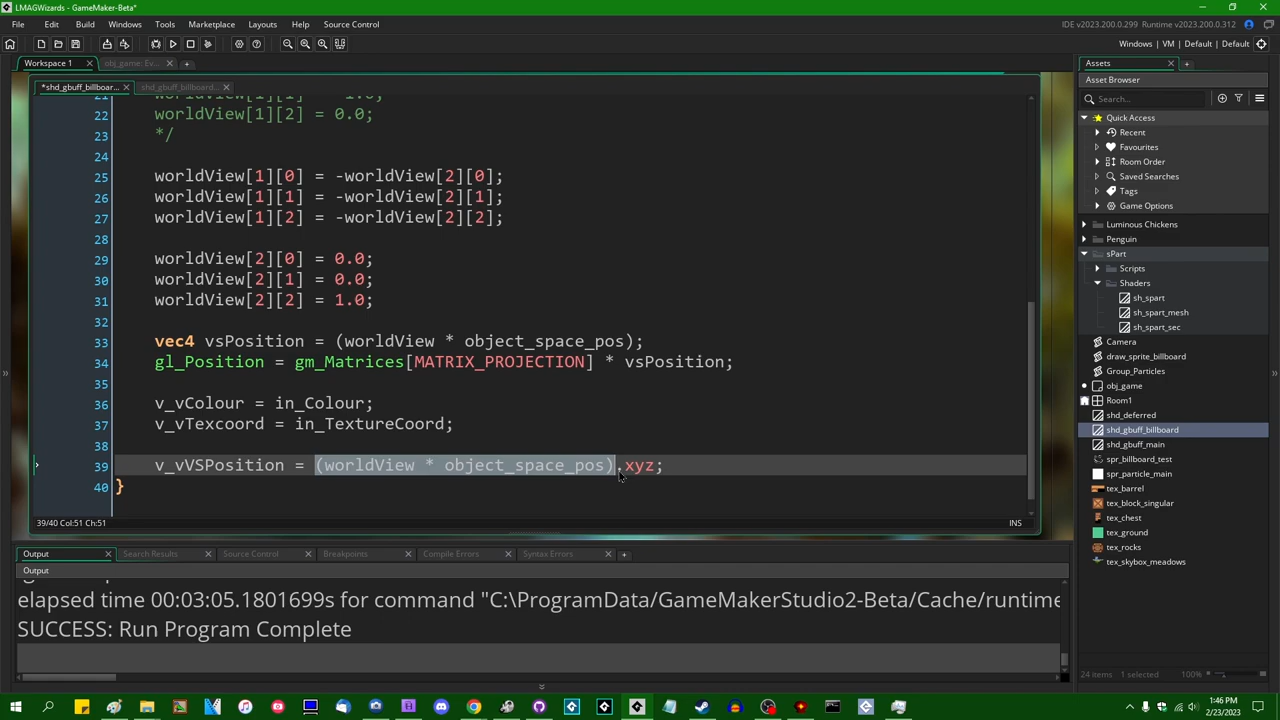 LMAGWizards - GameMaker-Beta*
File Edit Build Windows Tools Marketplace Layouts Help Source Control
IDE v2023.200.0.299 Runtime v2023.200.0.312
Windows | VM | Default | Default
Workspace 1
obj_game: Ev...
*shd_gbuff_billboar...
shd_gbuff_billboard...
22 worldView[1][2] = 0.0;
23 */
24
25 worldView[1][0] = -worldView[2][0];
26 worldView[1][1] = -worldView[2][1];
27 worldView[1][2] = -worldView[2][2];
28
29 worldView[2][0] = 0.0;
30 worldView[2][1] = 0.0;
31 worldView[2][2] = 1.0;
32
33 vec4 vsPosition = (worldView * object_space_pos);
34 gl_Position = gm_Matrices[MATRIX_PROJECTION] * vsPosition;
35
36 v_vColour = in_Colour;
37 v_vTexcoord = in_TextureCoord;
38
39 v_vVSPosition = (worldView * object_space_pos).xyz;
40 }
39/40 Col:51 Ch:51
INS
Output Search Results Source Control Breakpoints Compile Errors Syntax Errors
Output
elapsed time 00:03:05.1801699s for command "C:\ProgramData/GameMakerStudio2-Beta/Cache/runtime
SUCCESS: Run Program Complete
Assets
Asset Browser
Search...
Quick Access
Recent
Favourites
Room Order
Saved Searches
Tags
Game Options
Luminous Chickens
Penguin
sPart
Scripts
Shaders
sh_spart
sh_spart_mesh
sh_spart_sec
Camera
draw_sprite_billboard
Group_Particles
obj_game
Room1
shd_deferred
shd_gbuff_billboard
shd_gbuff_main
spr_billboard_test
spr_particle_main
tex_barrel
tex_block_singular
tex_chest
tex_ground
tex_rocks
tex_skybox_meadows
24 items 1 selected 100%
1:46 PM
2/23/2023